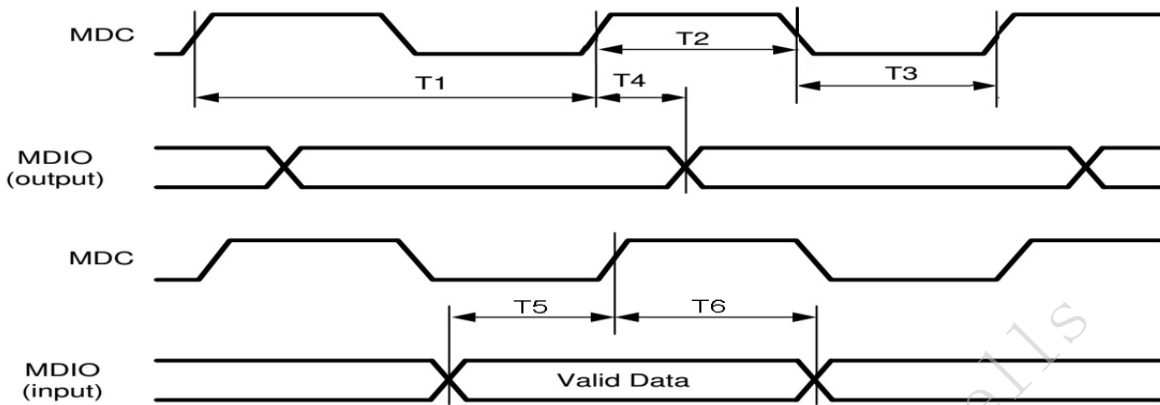 MDC
T1
T2
T3
T4
MDIO
(output)
MDC
T5
T6
MDIO
(input)
Valid Data